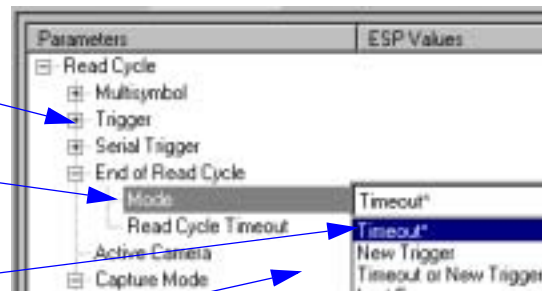 Parameters ESP Values
Read Cycle
Multisymbol
Trigger
Serial Trigger
End of Read Cycle
Mode Timeout*
Read Cycle Timeout Timeout*
Active Camera New Trigger
Capture Mode Timeout or New Trigger